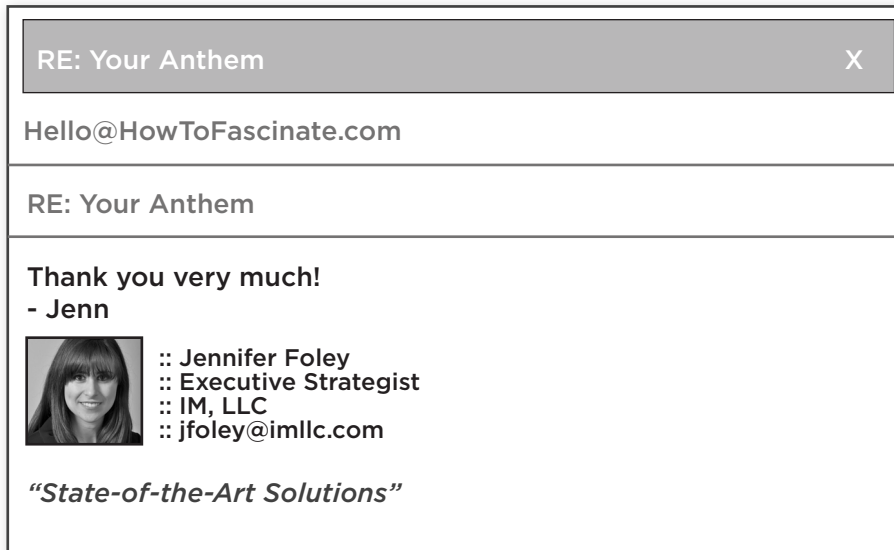 RE: Your Anthem X
Hello@HowToFascinate.com
RE: Your Anthem
Thank you very much!
- Jenn
:: Jennifer Foley
:: Executive Strategist
:: IM, LLC
:: jfoley@imllc.com
“State-of-the-Art Solutions”